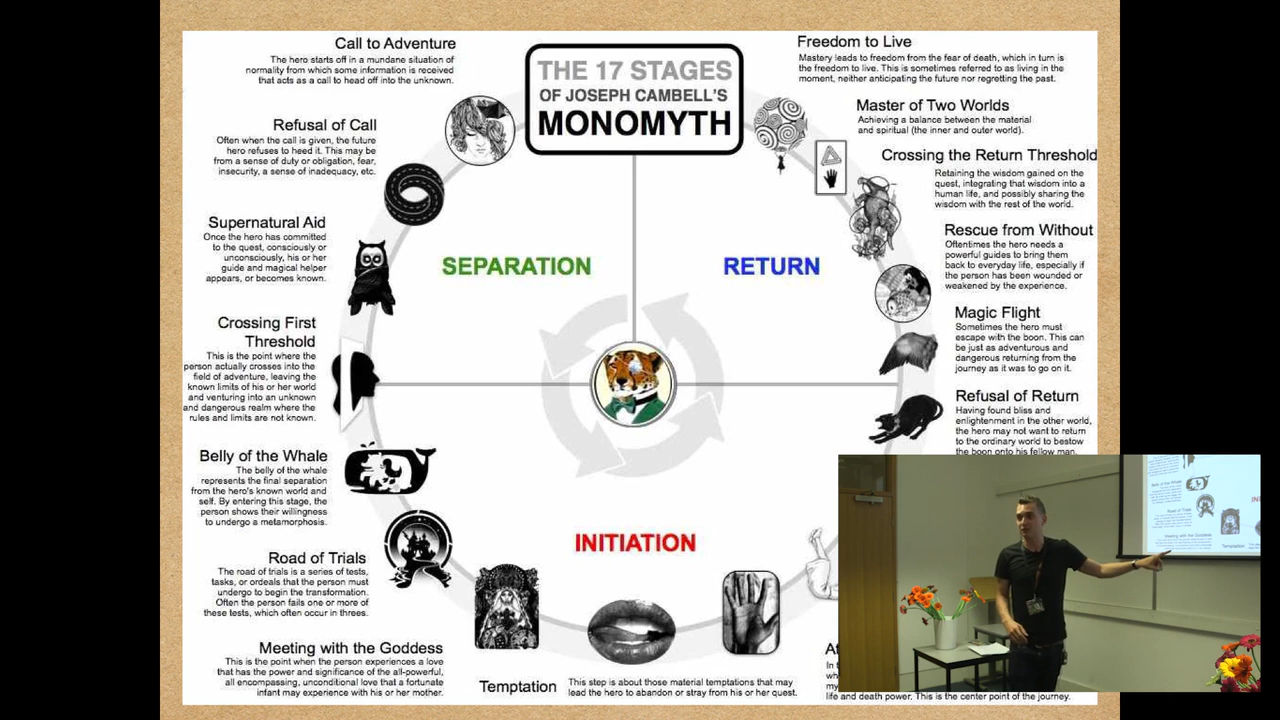 THE 17 STAGES
OF JOSEPH CAMBELL'S
MONOMYTH
Call to Adventure
The hero starts off in a mundane situation of
normality from which some information is received
that acts as a call to head off into the unknown.
Refusal of Call
Often when the call is given, the future
hero refuses to heed it. This may be
from a sense of duty or obligation, fear,
insecurity, a sense of inadequacy, etc.
Supernatural Aid
Once the hero has committed
to the quest, consciously or
unconsciously, his or her
guide and magical helper
appears, or becomes known.
Crossing First
Threshold
This is the point where the
person actually crosses into the
field of adventure, leaving the
known limits of his or her world
and venturing into an unknown
and dangerous realm where the
rules and limits are not known.
Belly of the Whale
The belly of the whale
represents the final separation
from the hero's known world and
self. By entering this stage, the
person shows their willingness
to undergo a metamorphosis.
Road of Trials
The road of trials is a series of tests,
tasks, or ordeals that the person must
undergo to begin the transformation.
Often the person fails one or more of
these tests, which often occur in threes.
Meeting with the Goddess
This is the point when the person experiences a love
that has the power and significance of the all-powerful,
all encompassing, unconditional love that a fortunate
infant may experience with his or her mother.
Temptation
This step is about those material temptations that may
lead the hero to abandon or stray from his or her quest.
SEPARATION
RETURN
INITIATION
Freedom to Live
Mastery leads to freedom from the fear of death, which in turn is
the freedom to live. This is sometimes referred to as living in the
moment, neither anticipating the future nor regretting the past.
Master of Two Worlds
Achieving a balance between the material
and spiritual (the inner and outer world).
Crossing the Return Threshold
Retaining the wisdom gained on the
quest, integrating that wisdom into a
human life, and possibly sharing the
wisdom with the rest of the world.
Rescue from Without
Oftentimes the hero needs a
powerful guides to bring them
back to everyday life, especially if
the person has been wounded or
weakened by the experience.
Magic Flight
Sometimes the hero must
escape with the boon. This can
be just as adventurous and
dangerous returning from the
journey as it was to go on it.
Refusal of Return
Having found bliss and
enlightenment in the other world,
the hero may not want to return
to the ordinary world to bestow
the boon onto his fellow man.
life and death power. This is the center point of the journey.
Belly of the Whale
Road of Trials
Meeting with the Goddess
Temptation